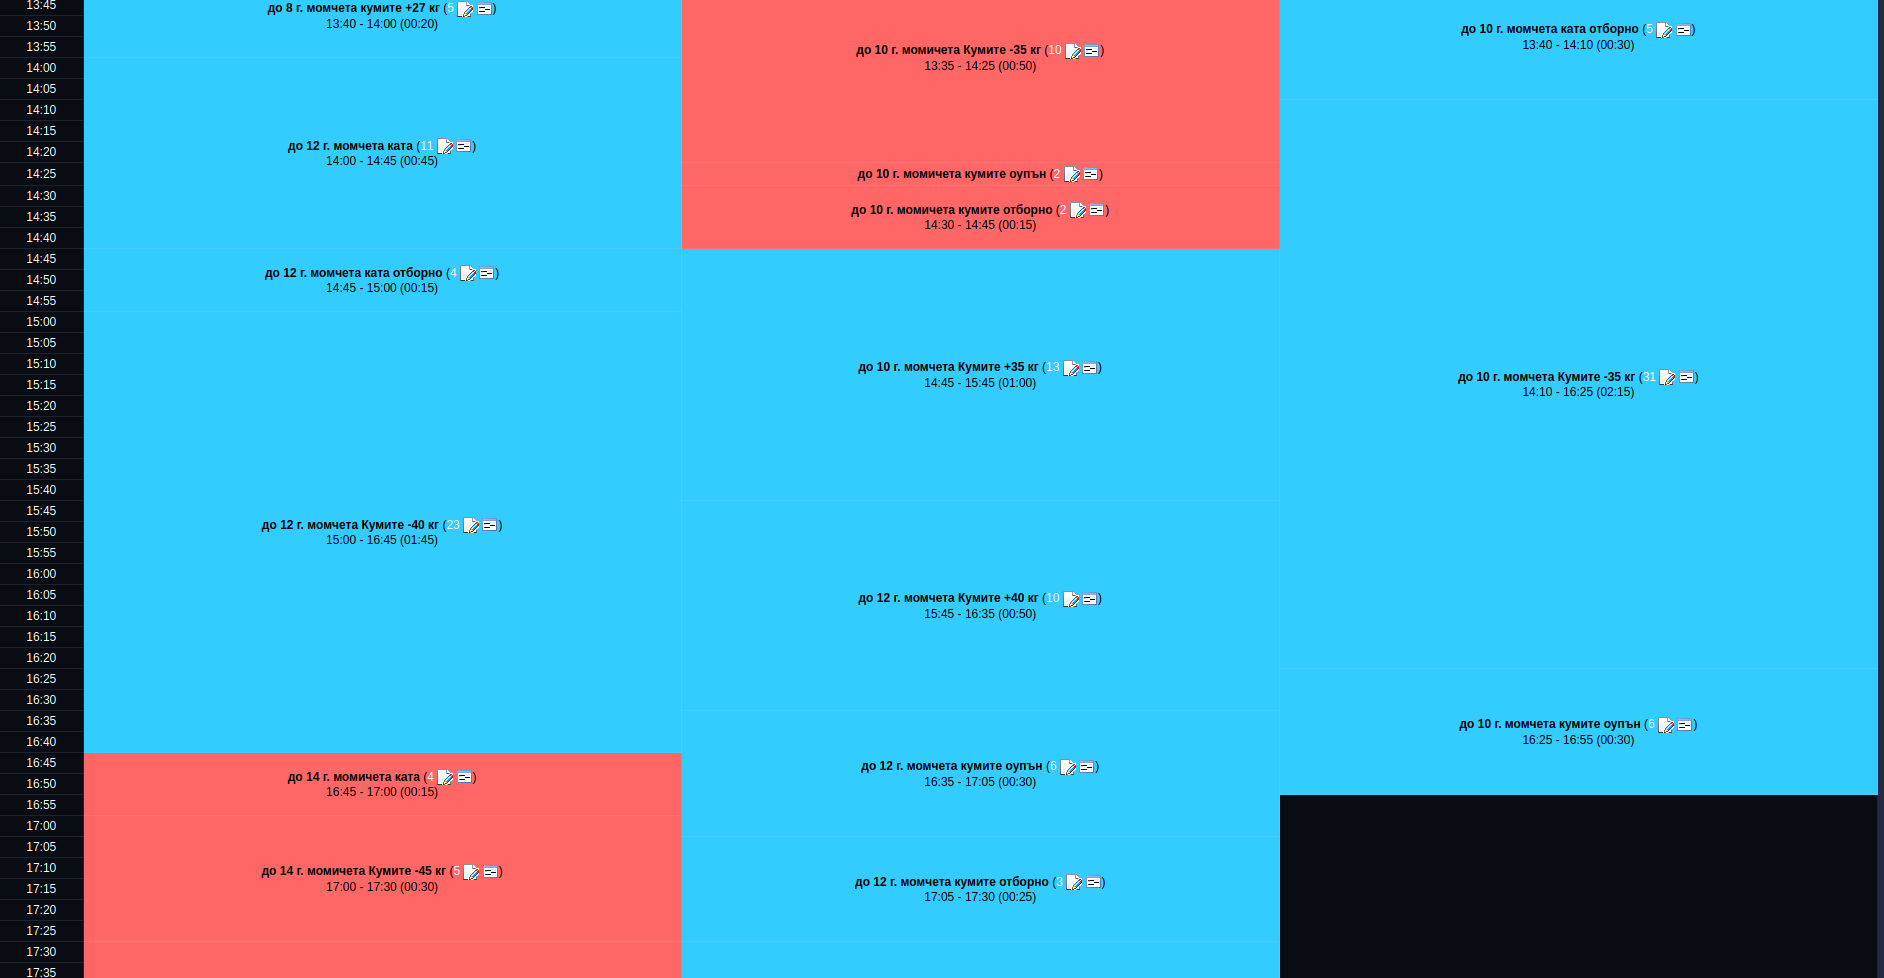 13:45
13:50
13:55
14:00
14:05
14:10
14:15
14:20
14:25
14:30
14:35
14:40
14:45
14:50
14:55
15:00
15:05
15:10
15:15
15:20
15:25
15:30
15:35
15:40
15:45
15:50
15:55
16:00
16:05
16:10
16:15
16:20
16:25
16:30
16:35
16:40
16:45
16:50
16:55
17:00
17:05
17:10
17:15
17:20
17:25
17:30
17:35
до 8 г. момчета кумите +27 кг (5)
13:40 - 14:00 (00:20)
до 12 г. момчета ката (11)
14:00 - 14:45 (00:45)
до 12 г. момчета ката отборно (4)
14:45 - 15:00 (00:15)
до 12 г. момчета Кумите -40 кг (23)
15:00 - 16:45 (01:45)
до 14 г. момичета ката (4)
16:45 - 17:00 (00:15)
до 14 г. момичета Кумите -45 кг (5)
17:00 - 17:30 (00:30)
до 10 г. момичета Кумите -35 кг (10)
13:35 - 14:25 (00:50)
до 10 г. момичета кумите оупън (2)
до 10 г. момичета кумите отборно (2)
14:30 - 14:45 (00:15)
до 10 г. момчета Кумите +35 кг (13)
14:45 - 15:45 (01:00)
до 12 г. момчета Кумите +40 кг (10)
15:45 - 16:35 (00:50)
до 12 г. момчета кумите оупън (6)
16:35 - 17:05 (00:30)
до 12 г. момчета кумите отборно (3)
17:05 - 17:30 (00:25)
до 10 г. момчета ката отборно (5)
13:40 - 14:10 (00:30)
до 10 г. момчета Кумите -35 кг (31)
14:10 - 16:25 (02:15)
до 10 г. момчета кумите оупън (6)
16:25 - 16:55 (00:30)